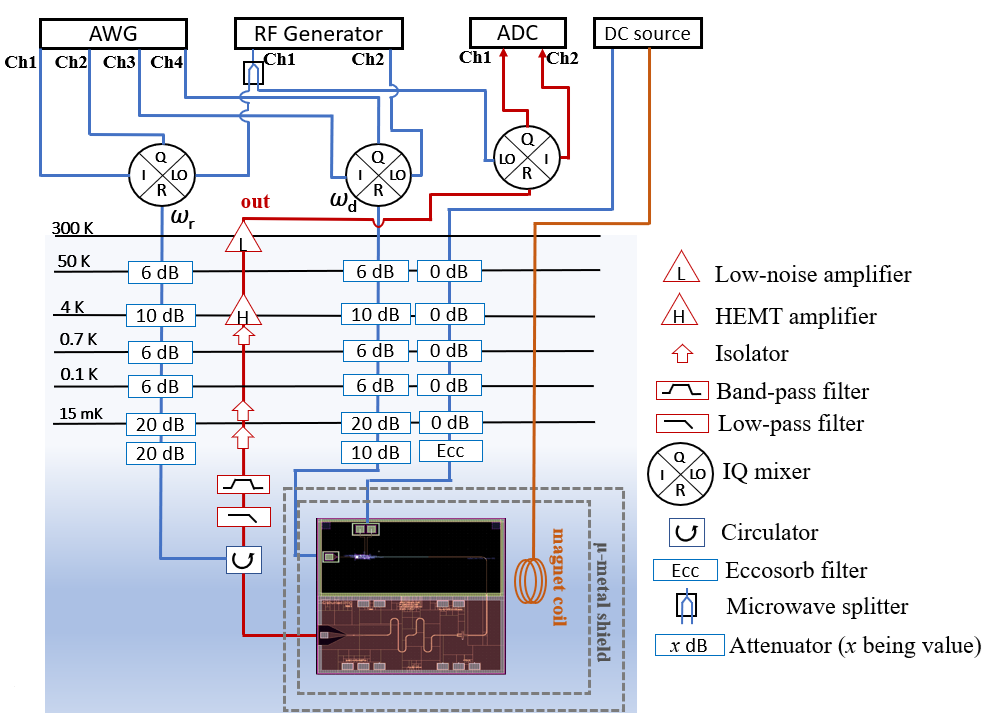 AWG
RF Generator
ADC
DC source
Ch1
Ch2
Ch3
Ch4
Ch1
Ch2
Ch1
Ch2
Q
I
LO
R
Q
I
LO
R
Q
LO
I
R
ωr
out
ωd
300 K
L
50 K
6 dB
6 dB
0 dB
4 K
10 dB
H
10 dB
0 dB
0.7 K
6 dB
6 dB
0 dB
0.1 K
6 dB
6 dB
0 dB
15 mK
20 dB
20 dB
0 dB
20 dB
10 dB
Ecc
magnet coil
μ-metal shield
L
Low-noise amplifier
H
HEMT amplifier
Isolator
Band-pass filter
Low-pass filter
Q
I
LO
R
IQ mixer
Circulator
Ecc
Eccosorb filter
Microwave splitter
x dB
Attenuator (x being value)